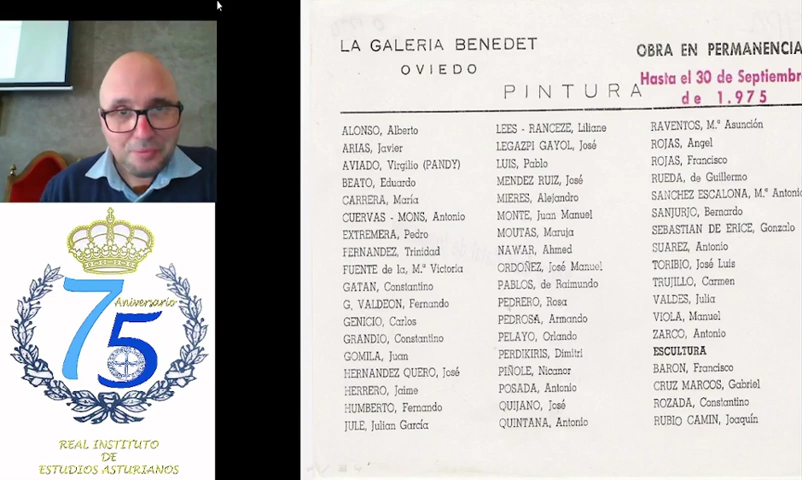 75
Aniversario
REAL INSTITUTO
DE
ESTUDIOS ASTURIANOS
LA GALERIA BENEDET
OVIEDO
OBRA EN PERMANENCIA
Hasta el 30 de Septiembre
de 1.975
PINTURA
ALONSO, Alberto
ARIAS, Javier
AVIADO, Virgilio (PANDY)
BEATO, Eduardo
CARRERA, María
CUERVAS - MONS, Antonio
EXTREMERA, Pedro
FERNANDEZ, Trinidad
FUENTE de la, M.ª Victoria
GATAN, Constantino
G, VALDEON, Fernando
GENICIO, Carlos
GRANDIO, Constantino
GOMILA, Juan
HERNANDEZ QUERO, José
HERRERO, Jaime
HUMBERTO, Fernando
JULE, Julian García
LEES - RANCEZE, Liliane
LEGAZPI GAYOL, José
LUIS, Pablo
MENDEZ RUIZ, José
MIERES, Alejandro
MONTE, Juan Manuel
MOUTAS, Maruja
NAWAR, Ahmed
ORDOÑEZ, José Manuel
PABLOS, de Raimundo
PEDRERO, Rosa
PEDROSA, Armando
PELAYO, Orlando
PERDIKIRIS, Dimitri
PIÑOLE, Nicanor
POSADA, Antonio
QUIJANO, José
QUINTANA, Antonio
RAVENTOS, M.ª Asunción
ROJAS, Angel
ROJAS, Francisco
RUEDA, de Guillermo
SANCHEZ ESCALONA, M.ª Antonia
SANJURJO, Bernardo
SEBASTIAN DE ERICE, Gonzalo
SUAREZ, Antonio
TORIBIO, José Luis
TRUJILLO, Carmen
VALDES, Julia
VIOLA, Manuel
ZARCO, Antonio
ESCULTURA
BARON, Francisco
CRUZ MARCOS, Gabriel
ROZADA, Constantino
RUBIO CAMIN, Joaquín